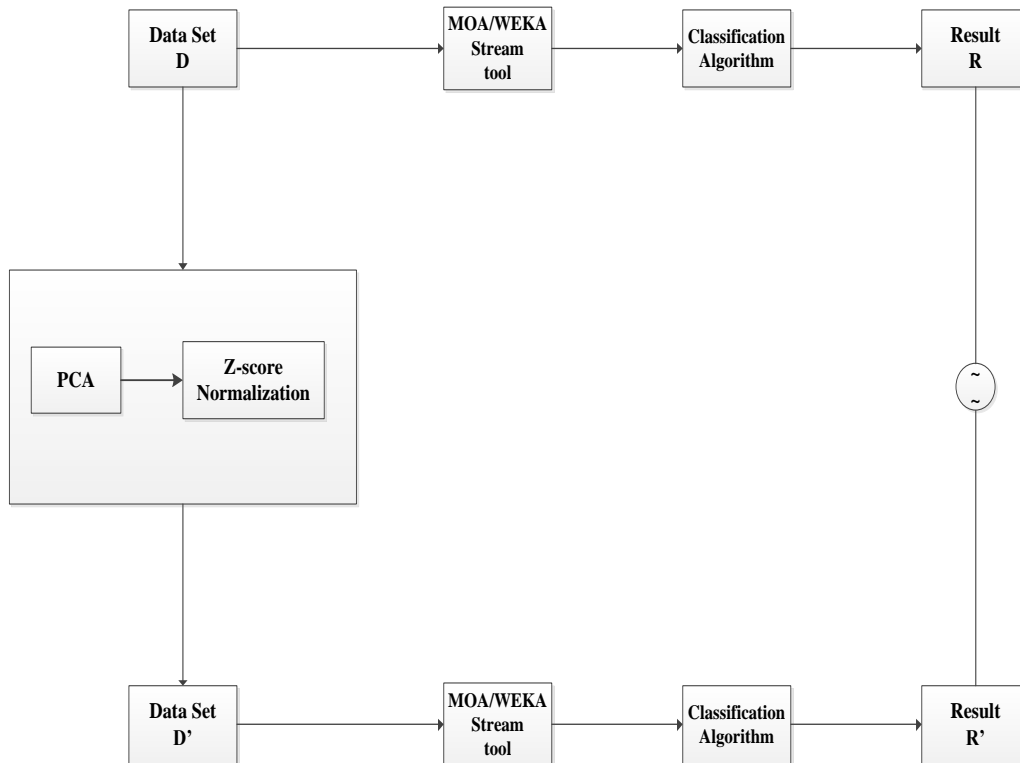 Data Set
D
MOA/WEKA
Stream
tool
Classification
Algorithm
Result
R
PCA
Z-score
Normalization
~
~
Data Set
D’
MOA/WEKA
Stream
tool
Classification
Algorithm
Result
R’